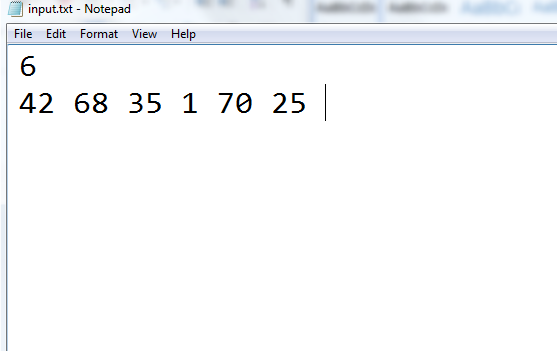 input.txt - Notepad
File Edit Format View Help
6
42 68 35 1 70 25